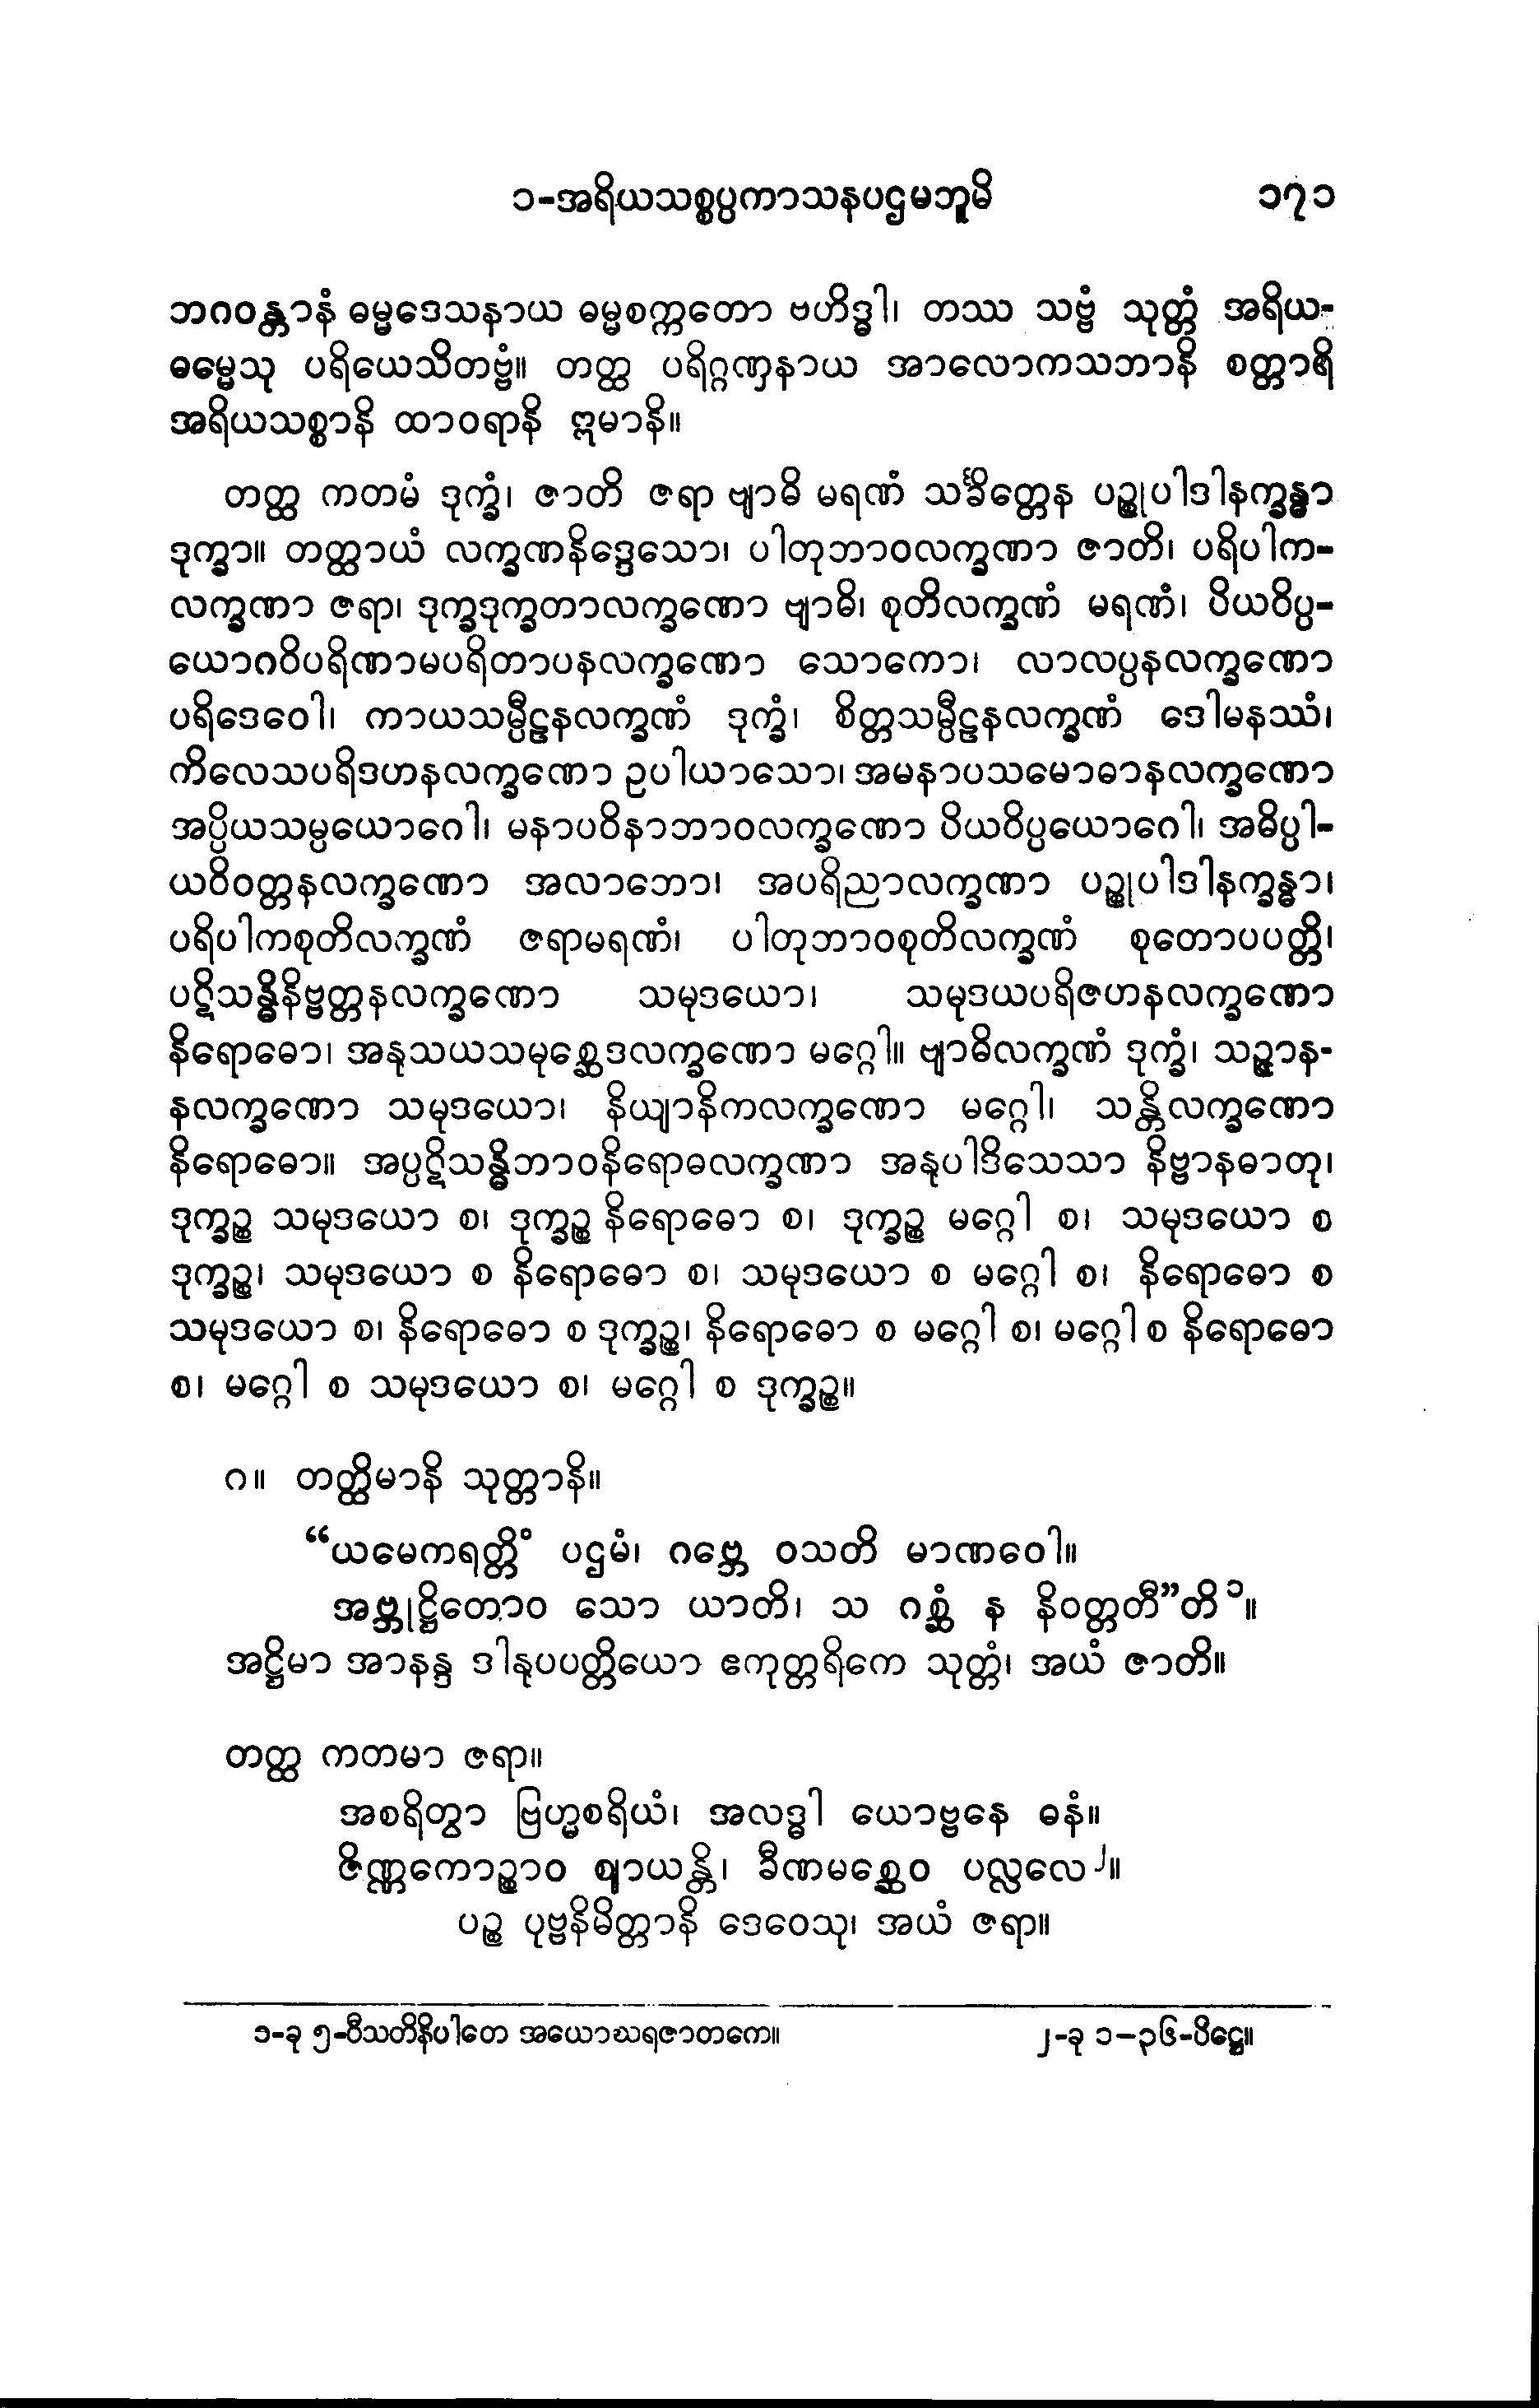 ၁-အရိယသစ္စပ္ပကာသနပဌမဘူမိ ၁၇၁
ဘဂဝန္တာနံ ဓမ္မဒေသနာယ ဓမ္မစက္ကတော ဗဟိဒ္ဓါ၊ တဿ သဗ္ဗံ သုတ္တံ အရိယ-
ဓမ္မေသု ပရိယေသိတဗ္ဗံ။ တတ္ထ ပရိဂ္ဂဏှနာယ အာလောကသဘာနိ စတ္တာရိ
အရိယသစ္စာနိ ထာဝရာနိ ဣမာနိ။
တတ္ထ ကတမံ ဒုက္ခံ၊ ဇာတိ ဇရာ ဗျာဓိ မရဏံ သင်္ခိတ္တေန ပဉ္စုပါဒါနက္ခန္ဓာ
ဒုက္ခာ။ တတ္ထာယံ လက္ခဏနိဒ္ဒေသော၊ ပါတုဘာဝလက္ခဏာ ဇာတိ၊ ပရိပါက-
လက္ခဏာ ဇရာ၊ ဒုက္ခဒုက္ခတာလက္ခဏော ဗျာဓိ၊ စုတိလက္ခဏံ မရဏံ၊ ပိယဝိပ္ပ-
ယောဂဝိပရိဏာမပရိတာပနလက္ခဏော သောကော၊ လာလပ္ပနလက္ခဏော
ပရိဒေဝေါ၊ ကာယသမ္ပီဠနလက္ခဏံ ဒုက္ခံ၊ စိတ္တသမ္ပီဠနလက္ခဏံ ဒေါမနဿံ၊
ကိလေသပရိဒဟနလက္ခဏော ဥပါယာသော၊ အမနာပသမောဓာနလက္ခဏော
အပ္ပိယသမ္ပယောဂေါ၊ မနာပဝိနာဘာဝလက္ခဏော ပိယဝိပ္ပယောဂေါ၊ အဓိပ္ပါ-
ယဝိဝတ္တနလက္ခဏော အလာဘော၊ အပရိညာလက္ခဏာ ပဉ္စုပါဒါနက္ခန္ဓာ၊
ပရိပါကစုတိလက္ခဏံ ဇရာမရဏံ၊ ပါတုဘာဝစုတိလက္ခဏံ စုတောပပတ္တိ၊
ပဋိသန္ဓိနိဗ္ဗတ္တနလက္ခဏော သမုဒယော၊ သမုဒယပရိဇဟနလက္ခဏော
နိရောဓော၊ အနုသယသမုစ္ဆေဒလက္ခဏော မဂ္ဂေါ။ ဗျာဓိလက္ခဏံ ဒုက္ခံ၊ သဉ္ဇာန-
နလက္ခဏော သမုဒယော၊ နိယျာနိကလက္ခဏော မဂ္ဂေါ၊ သန္တိလက္ခဏော
နိရောဓော။ အပ္ပဋိသန္ဓိဘာဝနိရောဓလက္ခဏာ အနုပါဒိသေသာ နိဗ္ဗာနဓာတု၊
ဒုက္ခဉ္စ သမုဒယော စ၊ ဒုက္ခဉ္စ နိရောဓော စ၊ ဒုက္ခဉ္စ မဂ္ဂေါ စ၊ သမုဒယော စ
ဒုက္ခဉ္စ၊ သမုဒယော စ နိရောဓော စ၊ သမုဒယော စ မဂ္ဂေါ စ၊ နိရောဓော စ
သမုဒယော စ၊ နိရောဓော စ ဒုက္ခဉ္စ၊ နိရောဓော စ မဂ္ဂေါ စ၊ မဂ္ဂေါ စ နိရောဓော
စ၊ မဂ္ဂေါ စ သမုဒယော စ၊ မဂ္ဂေါ စ ဒုက္ခဉ္စ။
ဂ။ တတ္ထိမာနိ သုတ္တာနိ။
“ယမေကရတ္တိံ ပဌမံ၊ ဂဗ္ဘေ ဝသတိ မာဏဝေါ။
အဗ္ဘုဋ္ဌိတောဝ သော ယာတိ၊ သ ဂစ္ဆံ န နိဝတ္တတီ”တိ၁။
အဋ္ဌိမာ အာနန္ဒ ဒါနုပပတ္တိယော ဧကုတ္တရိကေ သုတ္တံ၊ အယံ ဇာတိ။
တတ္ထ ကတမာ ဇရာ။
အစရိတွာ ဗြဟ္မစရိယံ၊ အလဒ္ဓါ ယောဗ္ဗနေ ဓနံ။
ဇိဏ္ဏကောဉ္စာဝ ဈာယန္တိ၊ ခီဏမစ္ဆေဝ ပလ္လလေ၂။
ပဉ္စ ပုဗ္ဗနိမိတ္တာနိ ဒေဝေသု၊ အယံ ဇရာ။
၁-ခု ၅-ဝီသတိနိပါတေ အယောဃရဇာတကေ။ ၂-ခု ၁-၃၆-ပိဋ္ဌေ။